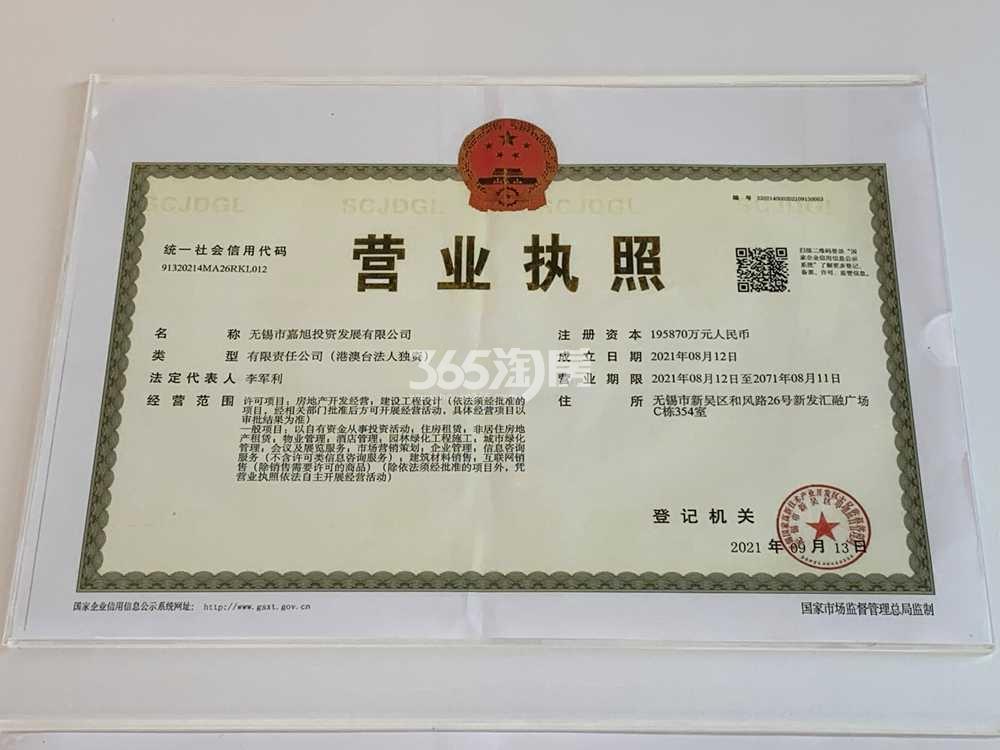 SCJDGL SCJDGL SCJDGL SCJDGL
编 号 320214000202109130003
统一社会信用代码
91320214MA26RKL012
营业执照
扫描二维码登录“国
家企业信用信息公示
系统”了解更多登记、
备案、许可、监管信息。
名 称 无锡市嘉旭投资发展有限公司
类 型 有限责任公司（港澳台法人独资）
法定代表人 李军利
经营范围 许可项目：房地产开发经营；建设工程设计（依法须经批准的
项目，经相关部门批准后方可开展经营活动，具体经营项目以
审批结果为准）
一般项目：以自有资金从事投资活动；住房租赁；非居住房地
产租赁；物业管理；酒店管理；园林绿化工程施工；城市绿化
管理；会议及展览服务；市场营销策划；企业管理；信息咨询
服务（不含许可类信息咨询服务）；建筑材料销售；互联网销
售（除销售需要许可的商品）（除依法须经批准的项目外，凭
营业执照依法自主开展经营活动）
注册资本 195870万元人民币
成立日期 2021年08月12日
营业期限 2021年08月12日至2071年08月11日
住 所 无锡市新吴区和风路26号新发汇融广场
C栋354室
365淘房
登记机关
2021 年 09 月 13 日
国家企业信用信息公示系统网址： http://www.gsxt.gov.cn
国家市场监督管理总局监制